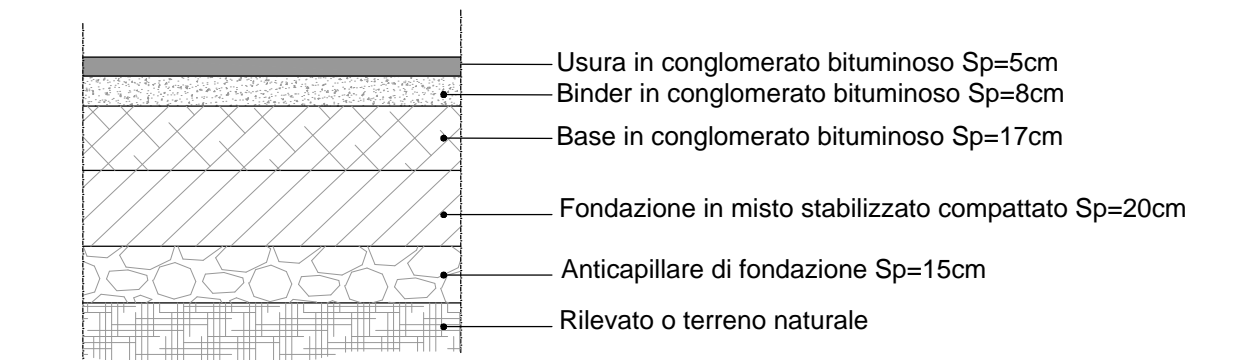 Usura in conglomerato bituminoso Sp=5cm
Binder in conglomerato bituminoso Sp=8cm
Base in conglomerato bituminoso Sp=17cm
Fondazione in misto stabilizzato compattato Sp=20cm
Anticapillare di fondazione Sp=15cm
Rilevato o terreno naturale